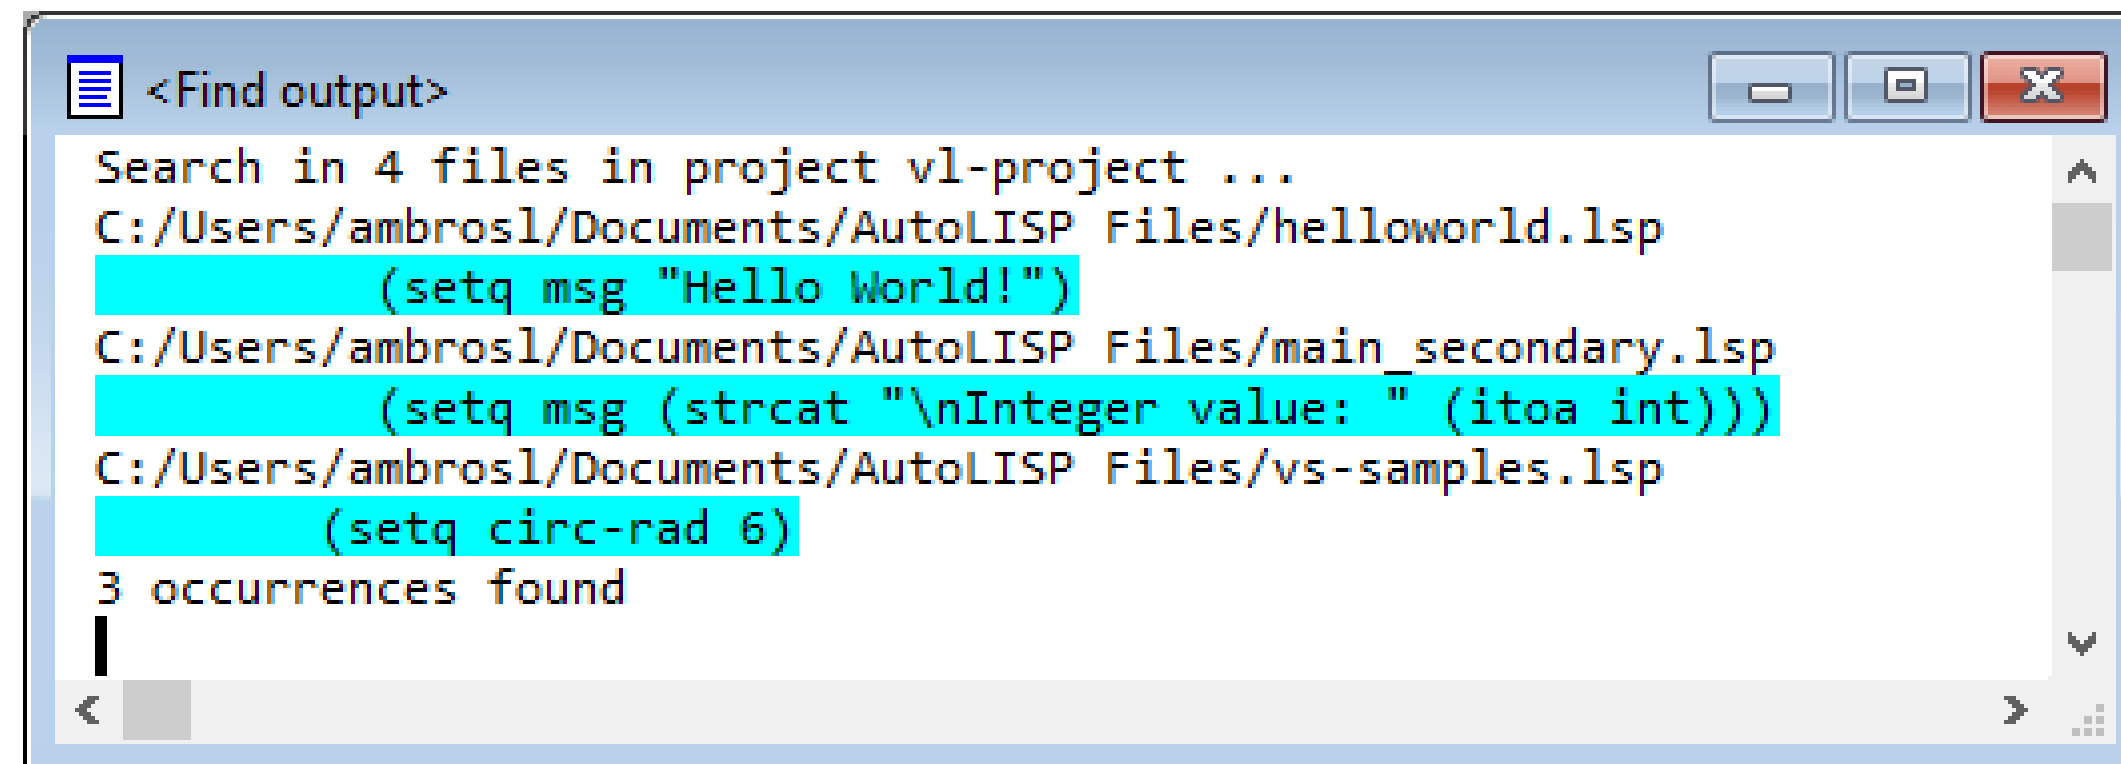 <Find output>
Search in 4 files in project vl-project ...
C:/Users/ambrosl/Documents/AutoLISP Files/helloworld.lsp
(setq msg "Hello World!")
C:/Users/ambrosl/Documents/AutoLISP Files/main_secondary.lsp
(setq msg (strcat "\nInteger value: " (itoa int)))
C:/Users/ambrosl/Documents/AutoLISP Files/vs-samples.lsp
(setq circ-rad 6)
3 occurrences found